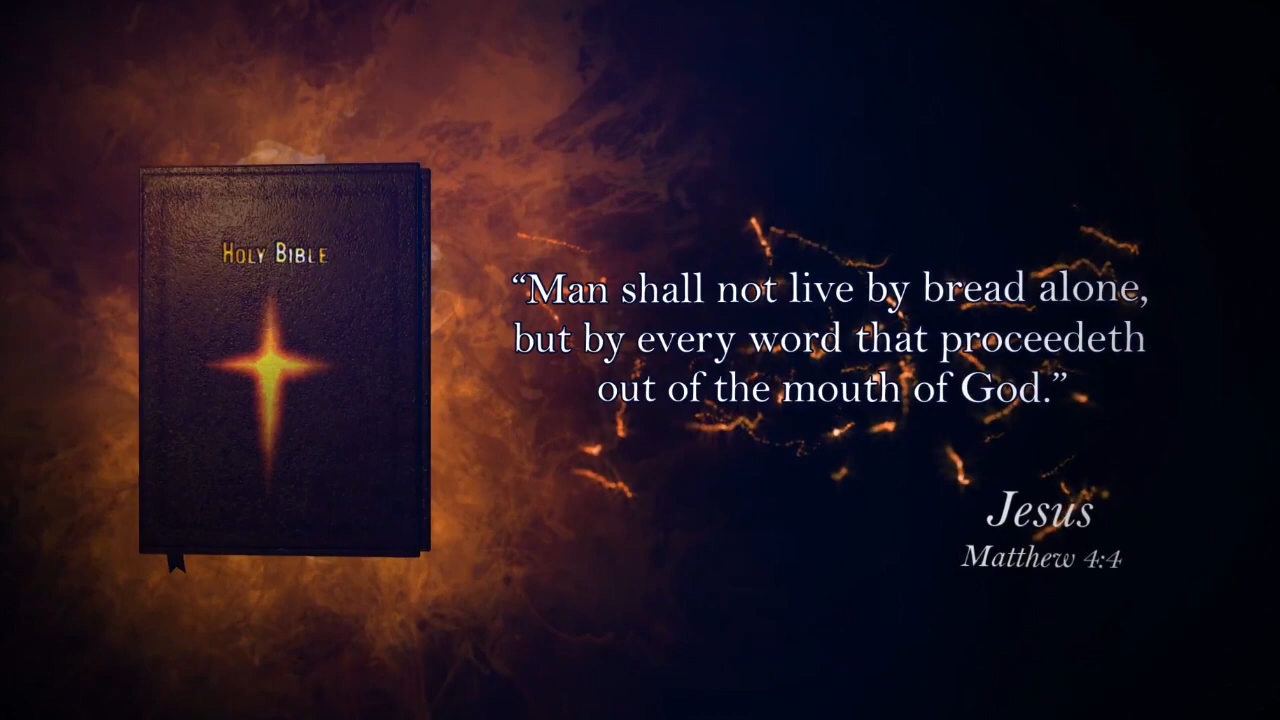 HOLY BIBLE
“Man shall not live by bread alone,
but by every word that proceedeth
out of the mouth of God.”
Jesus
Matthew 4:4